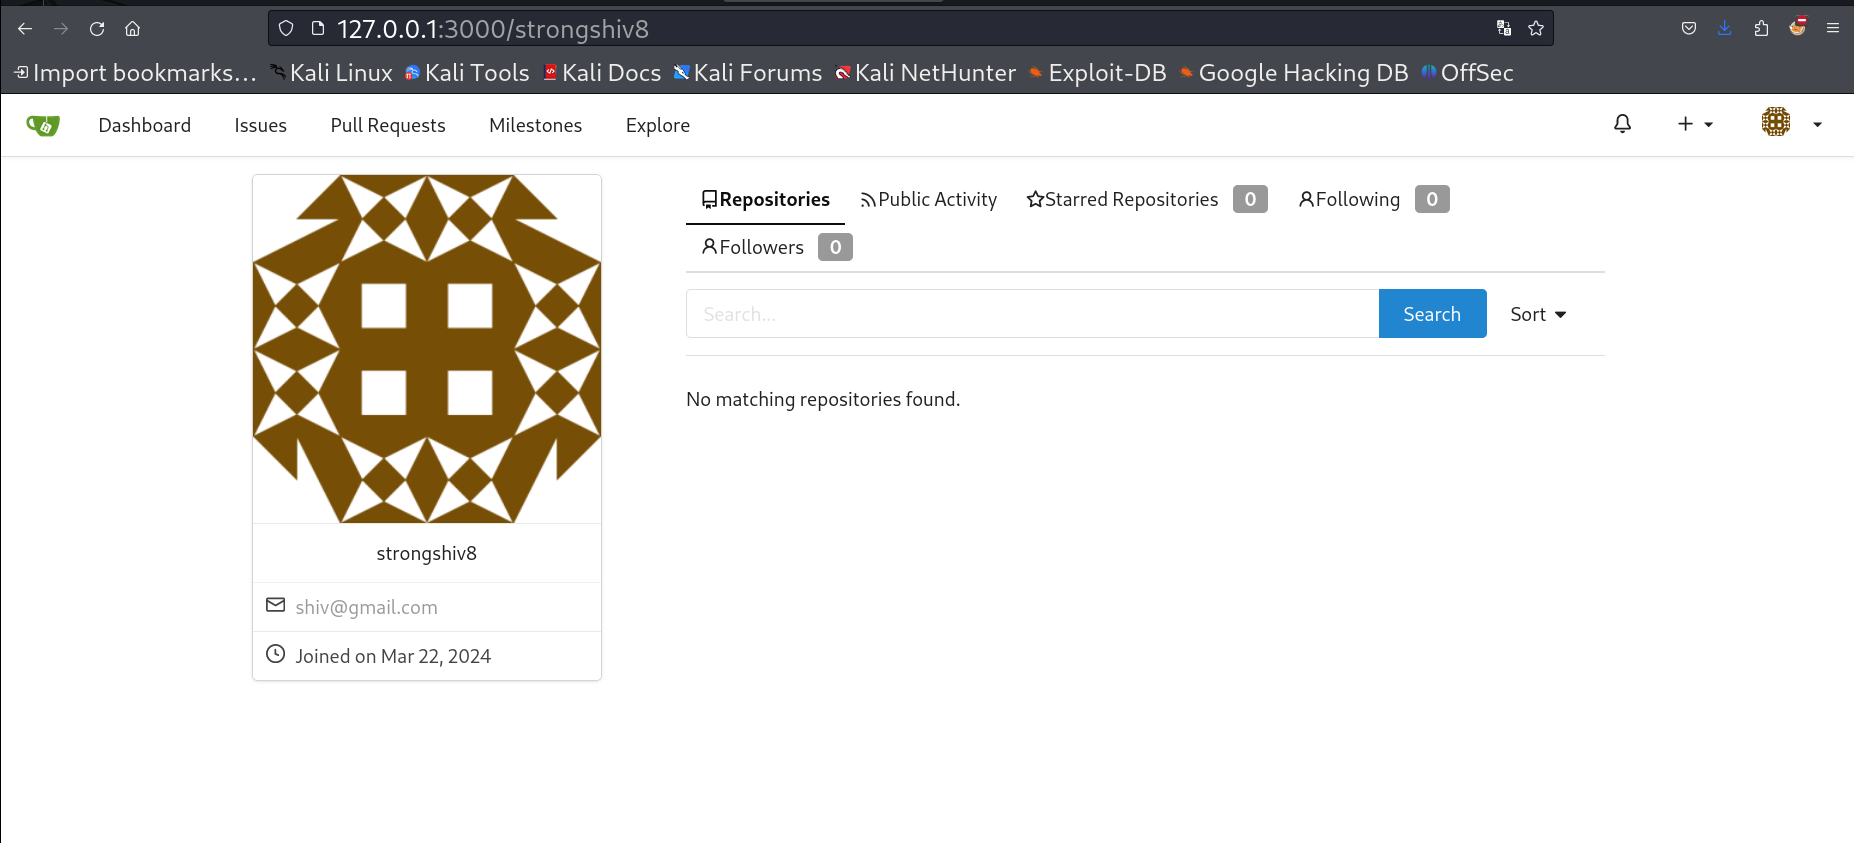 127.0.0.1:3000/strongshiv8
Import bookmarks... Kali Linux Kali Tools Kali Docs Kali Forums Kali NetHunter Exploit-DB Google Hacking DB OffSec
Dashboard Issues Pull Requests Milestones Explore
Repositories Public Activity Starred Repositories 0 Following 0
Followers 0
Search... Search Sort
No matching repositories found.
strongshiv8
shiv@gmail.com
Joined on Mar 22, 2024